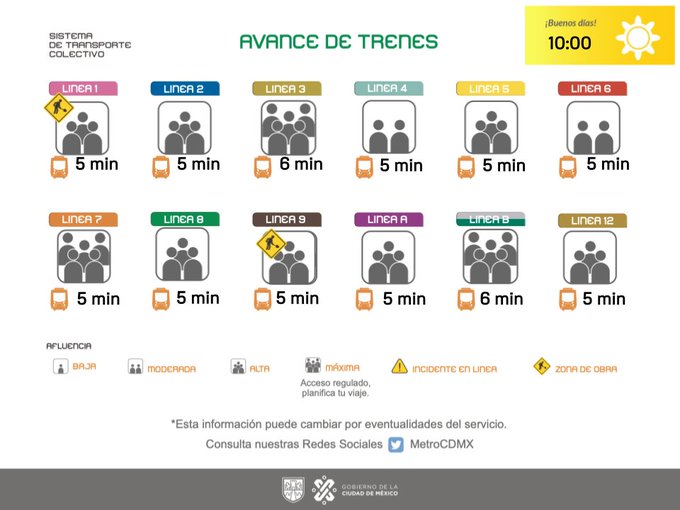 SISTEMA
DE TRANSPORTE
COLECTIVO
AVANCE DE TRENES
¡Buenos días!
10:00
LINEA 1
LINEA 2
LINEA 3
LINEA 4
LINEA 5
LINEA 6
5 min
5 min
6 min
5 min
5 min
5 min
LINEA 7
LINEA 8
LINEA 9
LINEA A
LINEA B
LINEA 12
5 min
5 min
5 min
5 min
6 min
5 min
AFLUENCIA
BAJA
MODERADA
ALTA
MÁXIMA
Acceso regulado,
planifica tu viaje.
INCIDENTE EN LINEA
ZONA DE OBRA
*Esta información puede cambiar por eventualidades del servicio.
Consulta nuestras Redes Sociales MetroCDMX
GOBIERNO DE LA
CIUDAD DE MÉXICO